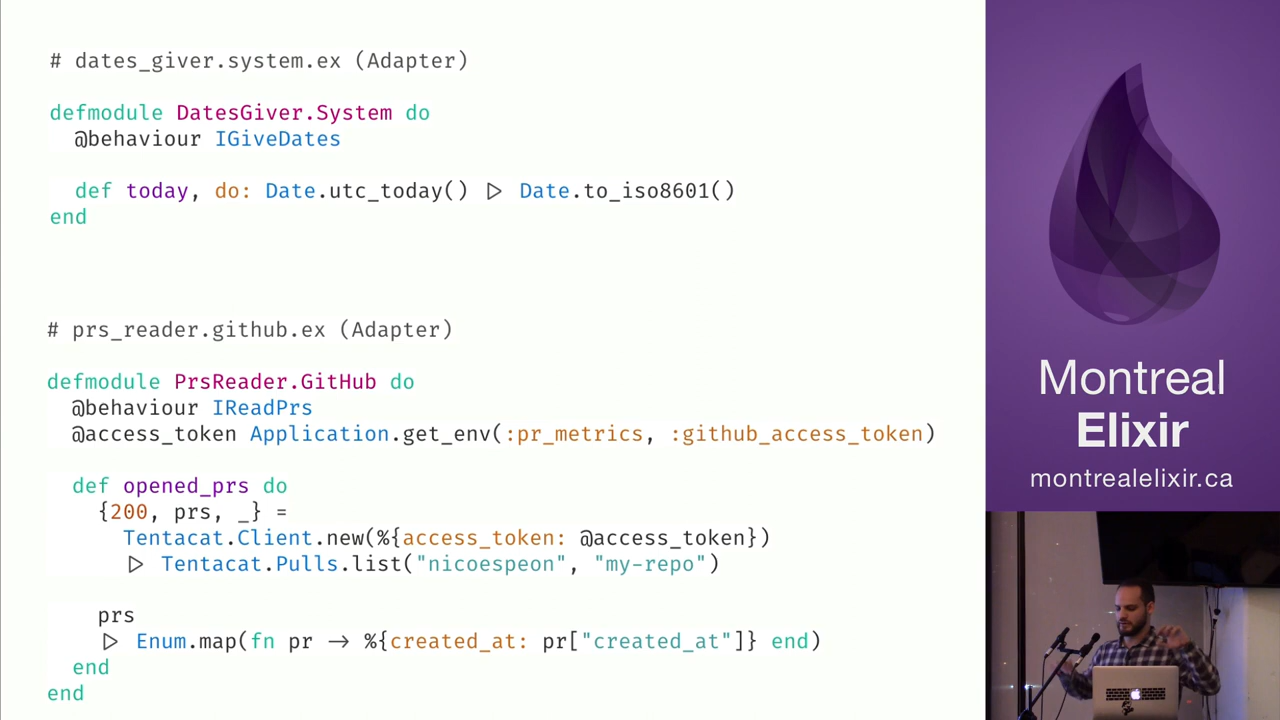 # dates_giver.system.ex (Adapter)
defmodule DatesGiver.System do
  @behaviour IGiveDates
  def today, do: Date.utc_today() |> Date.to_iso8601()
end
# prs_reader.github.ex (Adapter)
defmodule PrsReader.GitHub do
  @behaviour IReadPrs
  @access_token Application.get_env(:pr_metrics, :github_access_token)
  def opened_prs do
    {200, prs, _} =
      Tentacat.Client.new(%{access_token: @access_token})
      |> Tentacat.Pulls.list("nicoespeon", "my-repo")
    prs
    |> Enum.map(fn pr -> %{created_at: pr["created_at"]} end)
  end
end
Montreal
Elixir
montrealelixir.ca